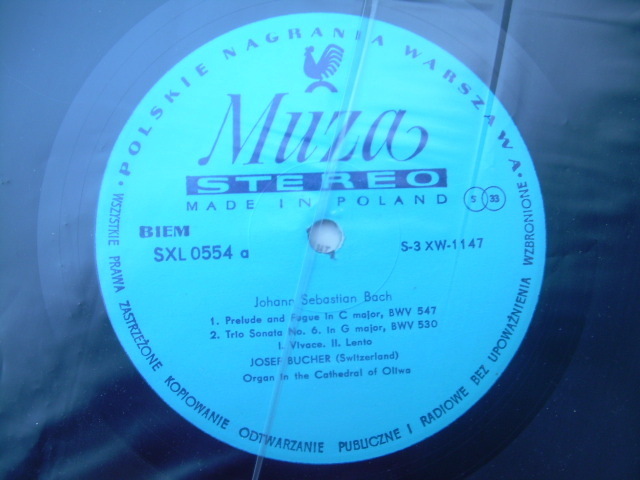 • POLSKIE NAGRANIA WARSZAWA •
Muza
STEREO
MADE IN POLAND
S 33
BIEM
SXL 0554 a
S-3 XW-1147
Johann Sebastian Bach
1. Prelude and Fugue in C major, BWV 547
2. Trio Sonata No. 6. in G major, BWV 530
I. Vivace. II. Lento
JOSEF BUCHER (Switzerland)
Organ in the Cathedral of Oliwa
WSZYSTKIE PRAWA ZASTRZEŻONE KOPIOWANIE ODTWARZANIE PUBLICZNE I RADIOWE BEZ UPOWAŻNIENIA WZBRONIONE